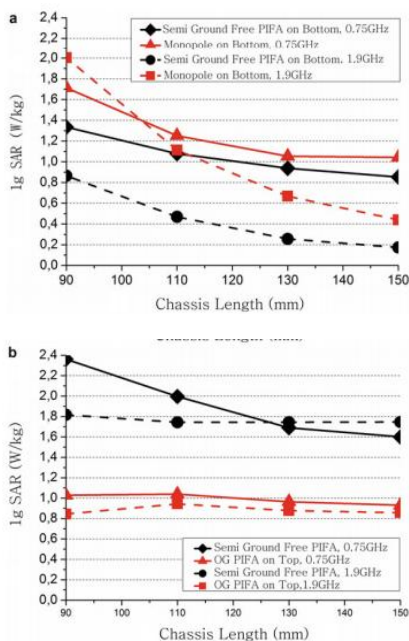 a
Semi Ground Free PIFA on Bottom, 0.75GHz
Monopole on Bottom, 0.75GHz
Semi Ground Free PIFA on Bottom, 1.9GHz
Monopole on Bottom, 1.9GHz
2,4
2,2
2,0
1,8
1,6
1,4
1,2
1,0
0,8
0,6
0,4
0,2
0,0
1g SAR (W/kg)
90 100 110 120 130 140 150
Chassis Length (mm)
b
2,4
2,2
2,0
1,8
1,6
1,4
1,2
1,0
0,8
0,6
0,4
0,2
0,0
1g SAR (W/kg)
Semi Ground Free PIFA, 0.75GHz
OG PIFA on Top, 0.75GHz
Semi Ground Free PIFA, 1.9GHz
OG PIFA on Top,1.9GHz
90 100 110 120 130 140 150
Chassis Length (mm)